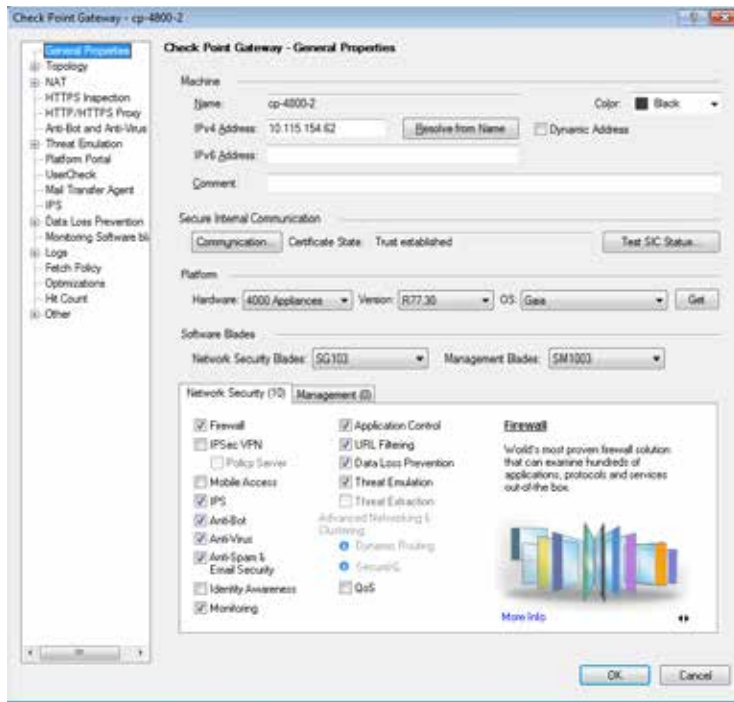 Check Point Gateway - cp-4800-2
General Properties
Topology
NAT
HTTPS Inspection
HTTP/HTTPS Proxy
Anti-Bot and Anti-Virus
Threat Emulation
Platform Portal
UserCheck
Mail Transfer Agent
IPS
Data Loss Prevention
Monitoring Software bl
Logs
Fetch Policy
Optimizations
Hit Count
Other
Check Point Gateway - General Properties
Machine
Name: cp-4800-2 Color: Black
IPv4 Address: 10.115.154.62 Resolve from Name Dynamic Address
IPv6 Address:
Comment:
Secure Internal Communication
Communication... Certificate State: Trust established Test SIC Status...
Platform
Hardware: 4000 Appliances Version: R77.30 OS: Gaia Get
Software Blades
Network Security Blades: SG103 Management Blades: SM1003
Network Security (10) Management (0)
Firewall
IPSec VPN
Policy Server
Mobile Access
IPS
Anti-Bot
Anti-Virus
Anti-Spam &
Email Security
Identity Awareness
Monitoring
Application Control
URL Filtering
Data Loss Prevention
Threat Emulation
Threat Extraction
Advanced Networking &
Clustering:
Dynamic Routing
SecureXL
QoS
Firewall
World's most proven firewall solution
that can examine hundreds of
applications, protocols and services
out-of-the box.
More Info
OK Cancel